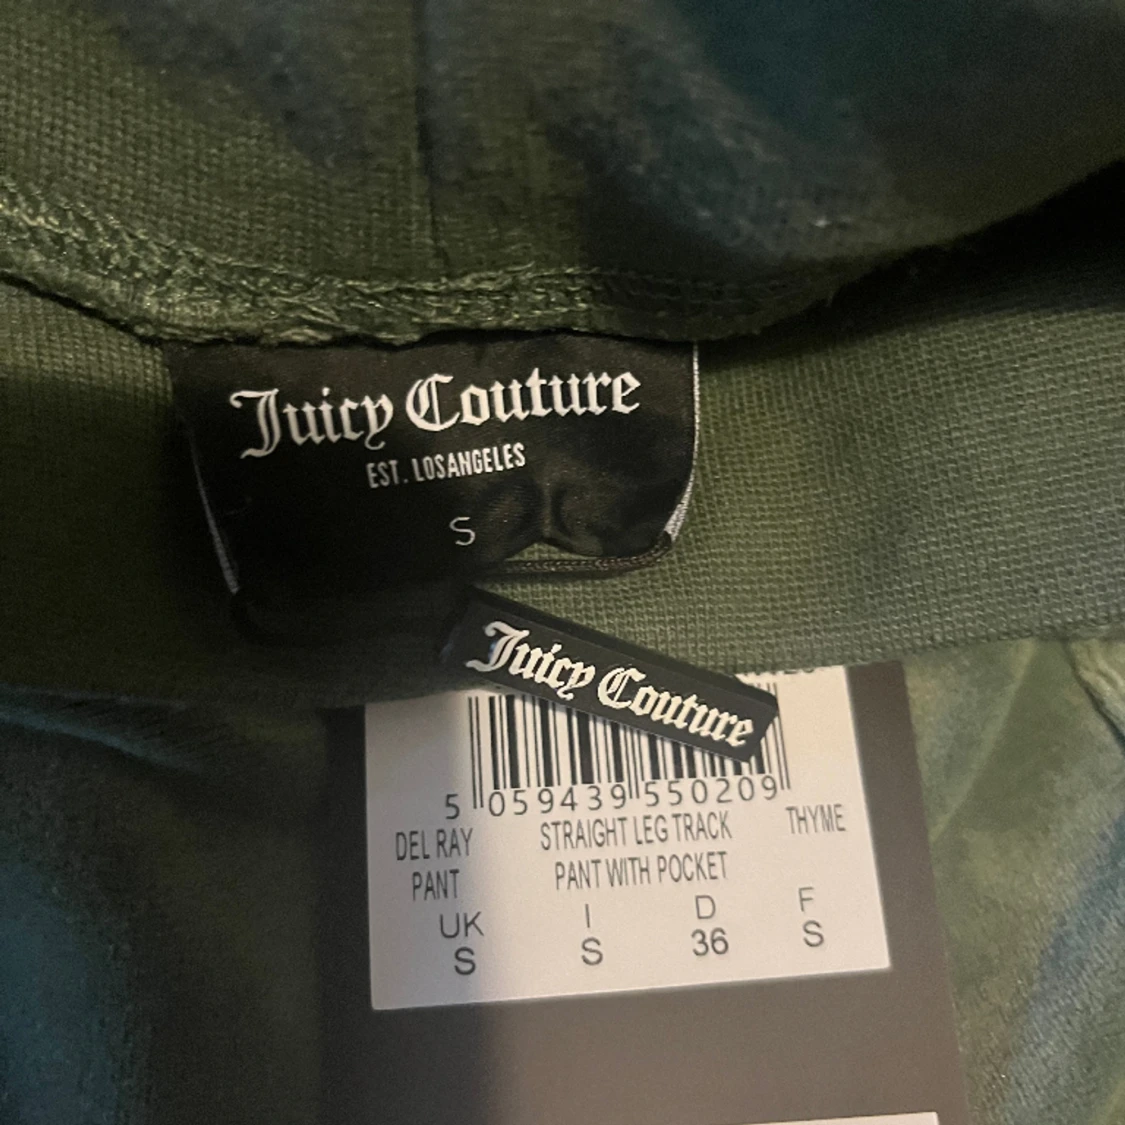 Juicy Couture
EST. LOSANGELES
S
Juicy Couture
5 059439 550209
DEL RAY PANT
STRAIGHT LEG TRACK PANT WITH POCKET
THYME
UK I D F
S S 36 S